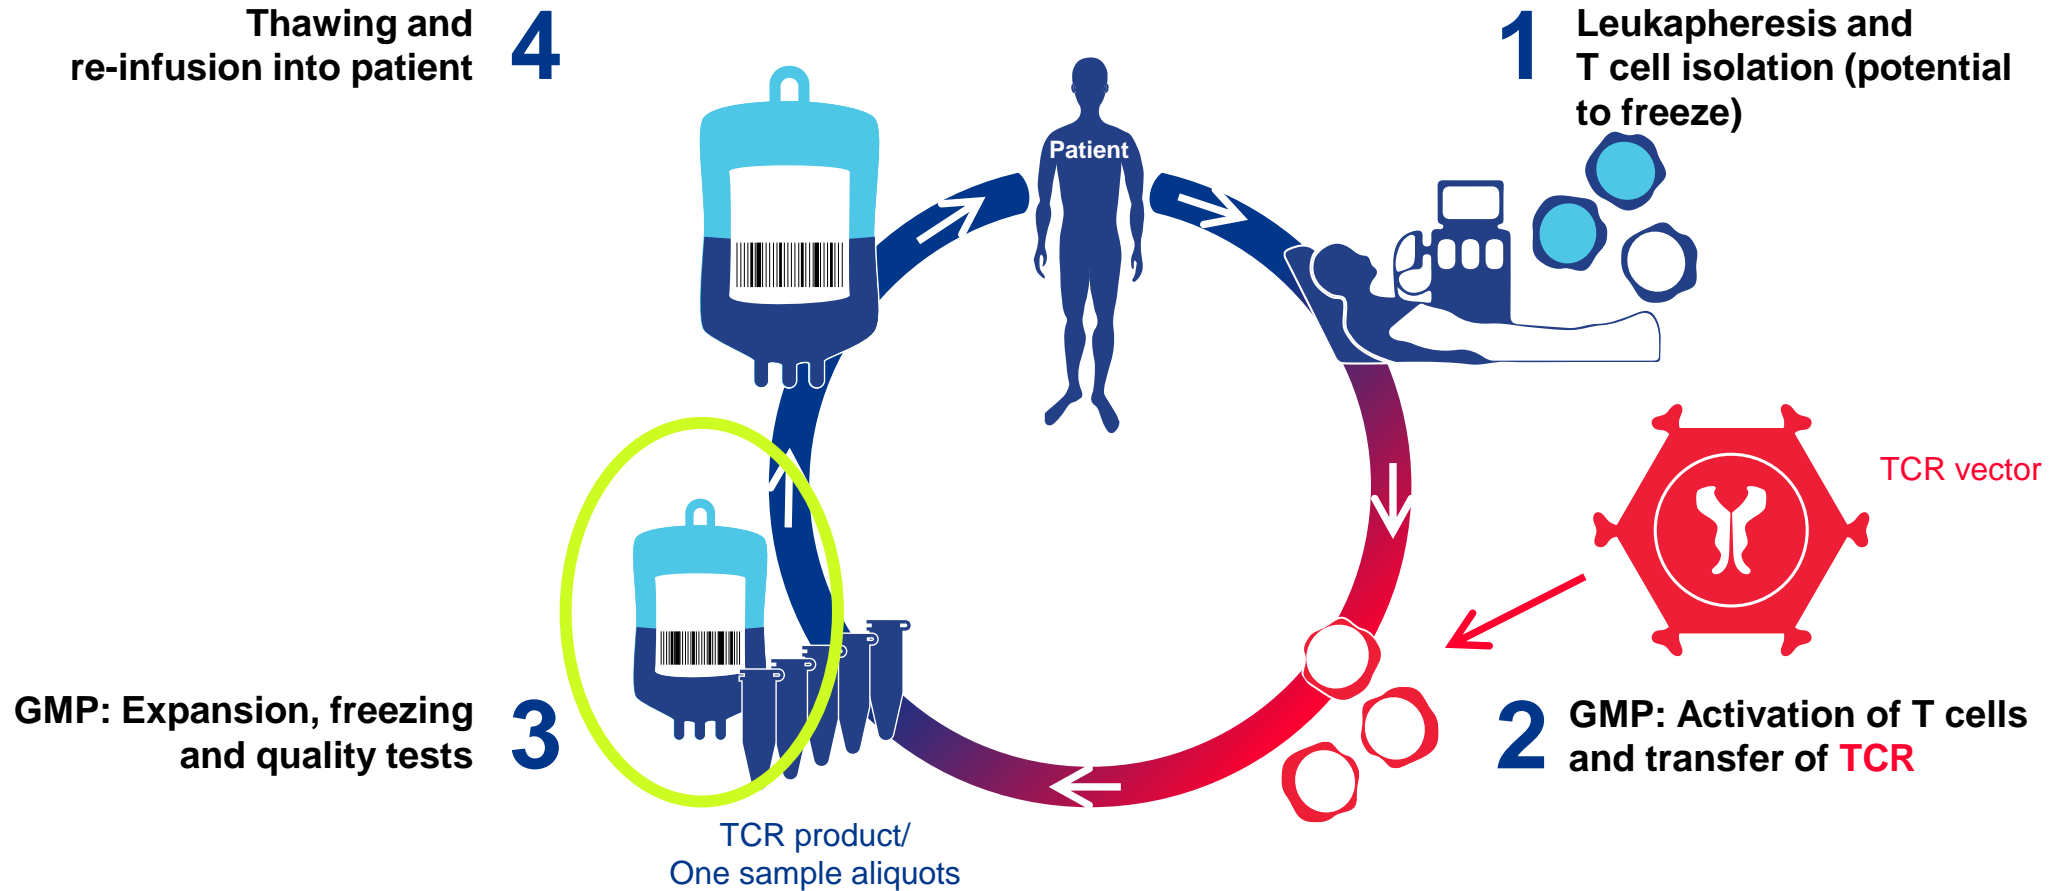 Thawing and
re-infusion into patient
4
1
Leukapheresis and
T cell isolation (potential
to freeze)
Patient
TCR vector
GMP: Expansion, freezing
and quality tests
3
2
GMP: Activation of T cells
and transfer of TCR
TCR product/
One sample aliquots